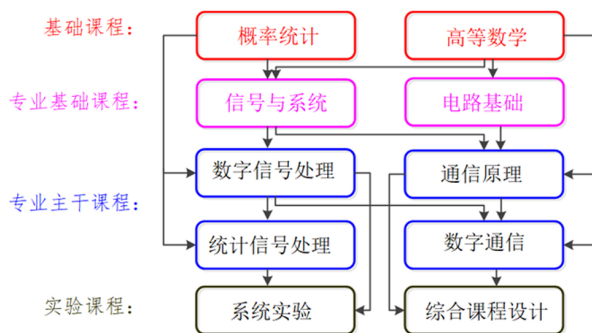 基础课程： 概率统计 高等数学
专业基础课程： 信号与系统 电路基础
数字信号处理 通信原理
专业主干课程：
统计信号处理 数字通信
实验课程： 系统实验 综合课程设计